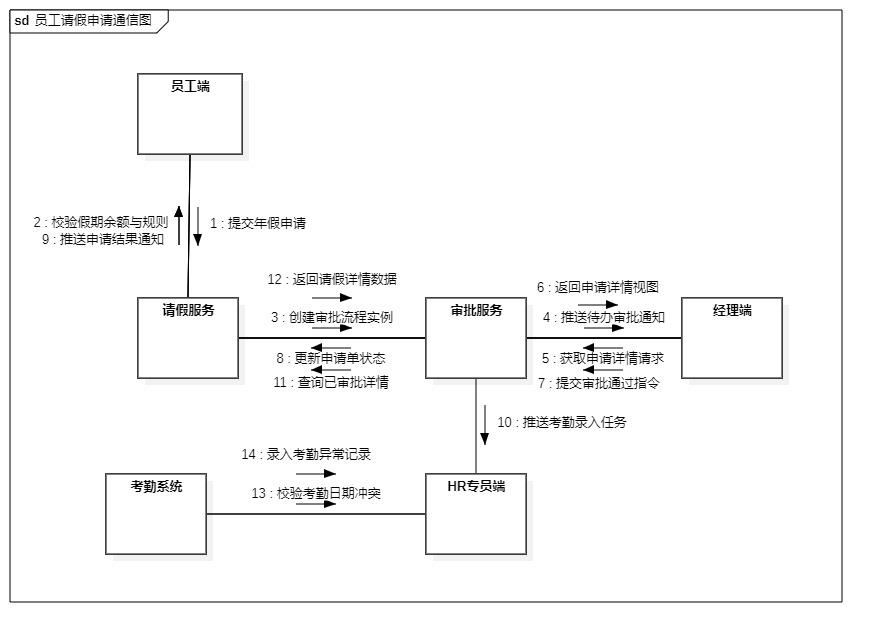 sd 员工请假申请通信图
员工端
2 : 校验假期余额与规则
1 : 提交年假申请
9 : 推送申请结果通知
12 : 返回请假详情数据
6 : 返回申请详情视图
请假服务
3 : 创建审批流程实例
审批服务
4 : 推送待办审批通知
经理端
8 : 更新申请单状态
5 : 获取申请详情请求
11 : 查询已审批详情
7 : 提交审批通过指令
10 : 推送考勤录入任务
14 : 录入考勤异常记录
考勤系统
13 : 校验考勤日期冲突
HR专员端